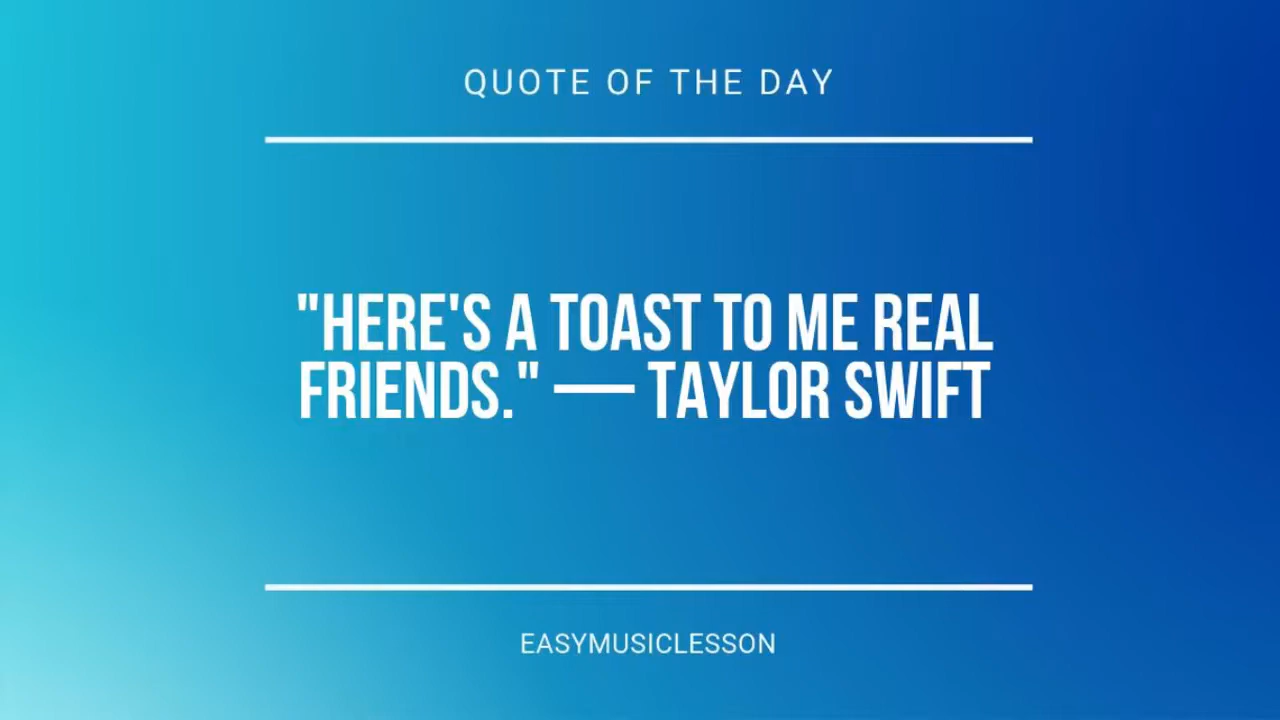 QUOTE OF THE DAY
"HERE'S A TOAST TO ME REAL
FRIENDS." — TAYLOR SWIFT
EASYMUSICLESSON